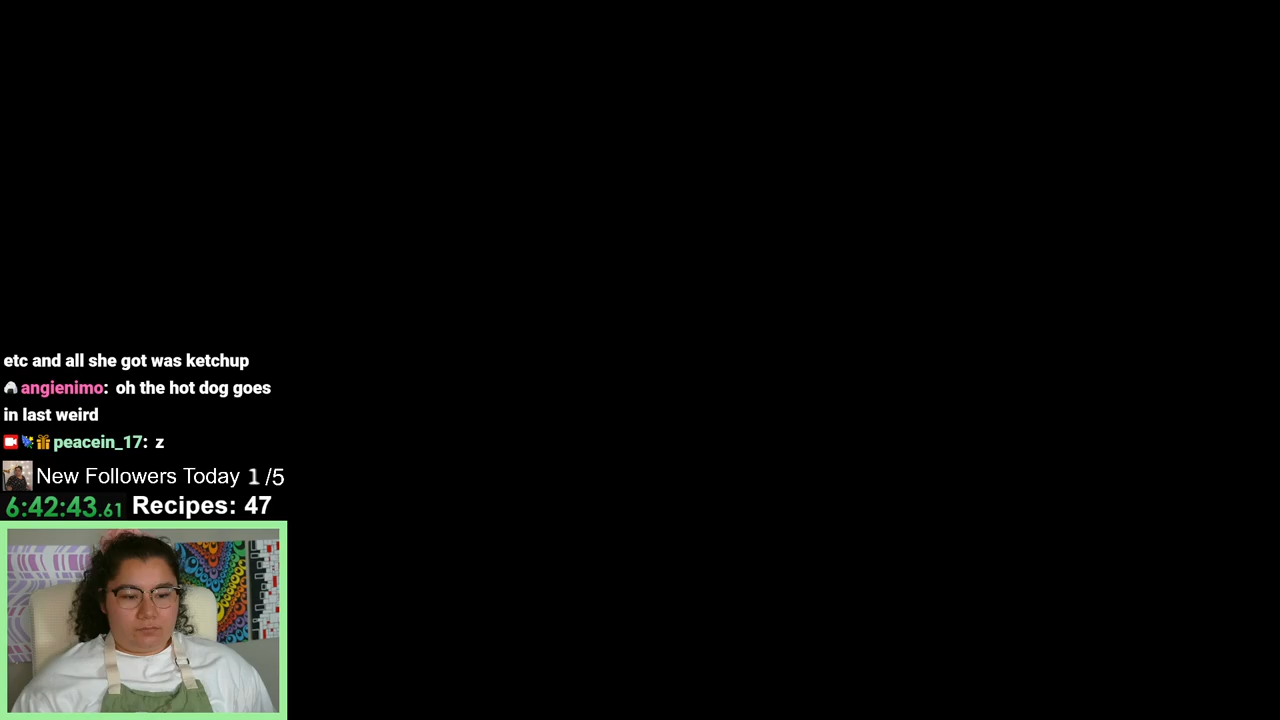 etc and all she got was ketchup
angienimo: oh the hot dog goes
in last weird
peacein_17: z
New Followers Today 1 /5
6:42:43.61 Recipes: 47